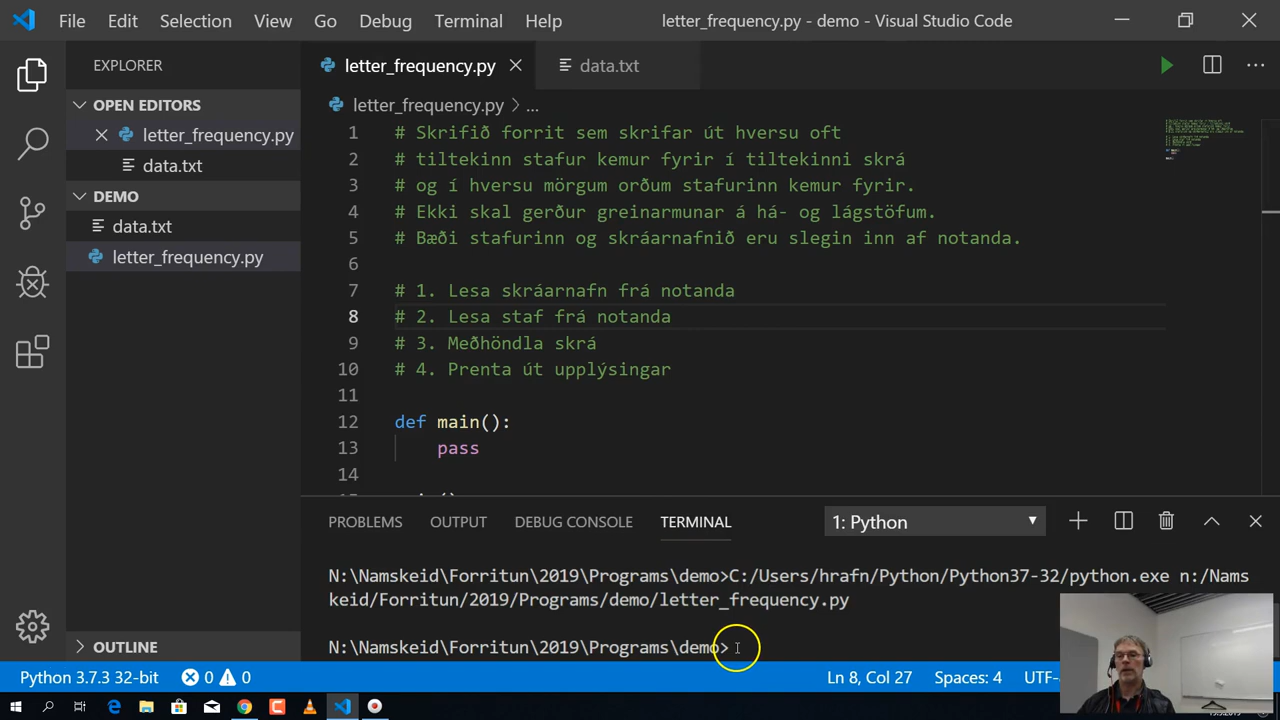 File Edit Selection View Go Debug Terminal Help letter_frequency.py - demo - Visual Studio Code
EXPLORER
OPEN EDITORS
letter_frequency.py
data.txt
DEMO
data.txt
letter_frequency.py
OUTLINE
letter_frequency.py data.txt
letter_frequency.py > ...
1 # Skrifið forrit sem skrifar út hversu oft
2 # tiltekinn stafur kemur fyrir í tiltekinni skrá
3 # og í hversu mörgum orðum stafurinn kemur fyrir.
4 # Ekki skal gerður greinarmunar á há- og lágstöfum.
5 # Bæði stafurinn og skráarnafnið eru slegin inn af notanda.
6
7 # 1. Lesa skráarnafn frá notanda
8 # 2. Lesa staf frá notanda
9 # 3. Meðhöndla skrá
10 # 4. Prenta út upplýsingar
11
12 def main():
13 pass
14
PROBLEMS OUTPUT DEBUG CONSOLE TERMINAL 1: Python
N:\Namskeid\Forritun\2019\Programs\demo>C:/Users/hrafn/Python/Python37-32/python.exe n:/Nams
keid/Forritun/2019/Programs/demo/letter_frequency.py
N:\Namskeid\Forritun\2019\Programs\demo>
Python 3.7.3 32-bit 0 0 Ln 8, Col 27 Spaces: 4 UTF-